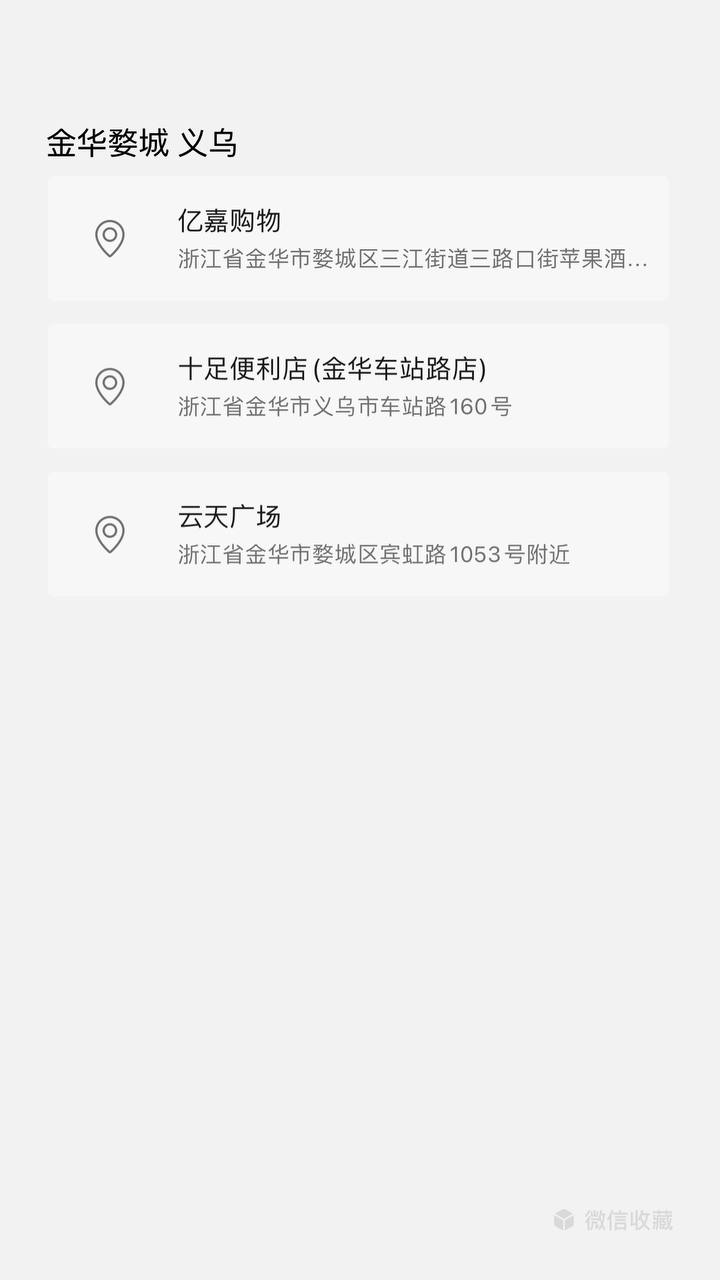 金华婺城 义乌
亿嘉购物
浙江省金华市婺城区三江街道三路口街苹果酒...
十足便利店(金华车站路店)
浙江省金华市义乌市车站路160号
云天广场
浙江省金华市婺城区宾虹路1053号附近
微信收藏